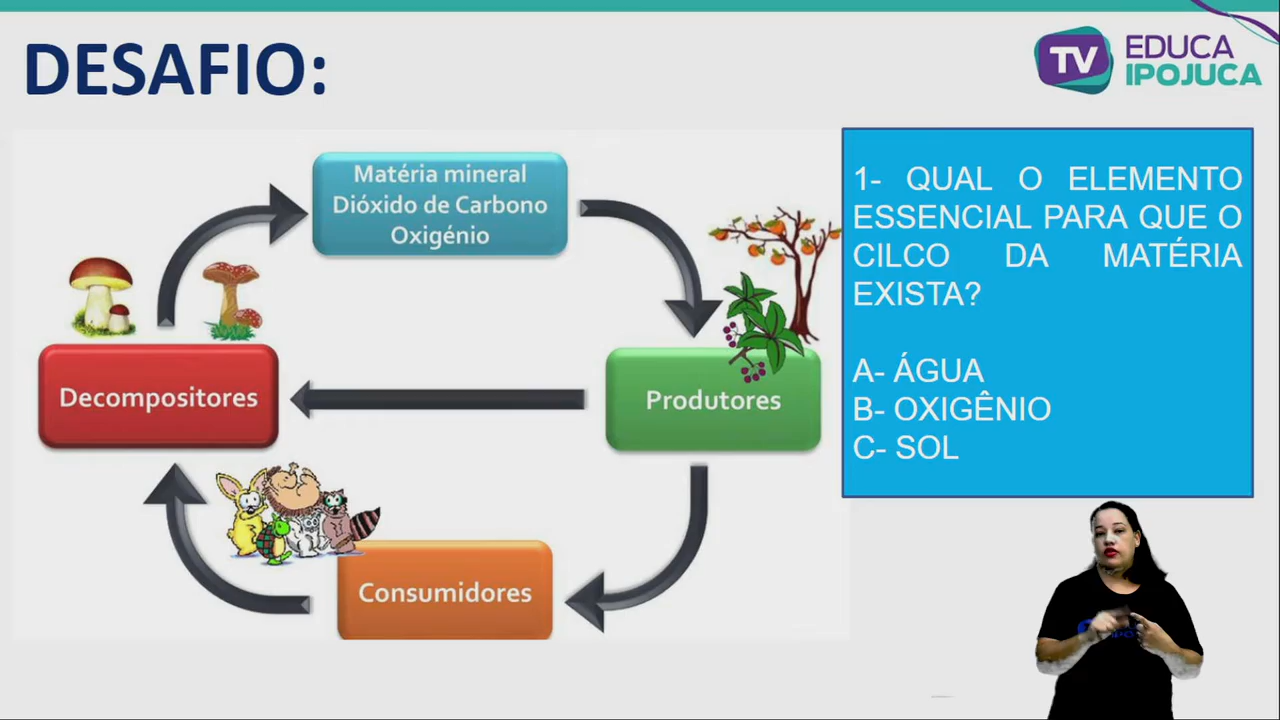 DESAFIO:
TV EDUCA
IPOJUCA
Matéria mineral
Dióxido de Carbono
Oxigénio
Decompositores
Produtores
Consumidores
1- QUAL O ELEMENTO
ESSENCIAL PARA QUE O
CILCO DA MATÉRIA
EXISTA?
A- ÁGUA
B- OXIGÊNIO
C- SOL